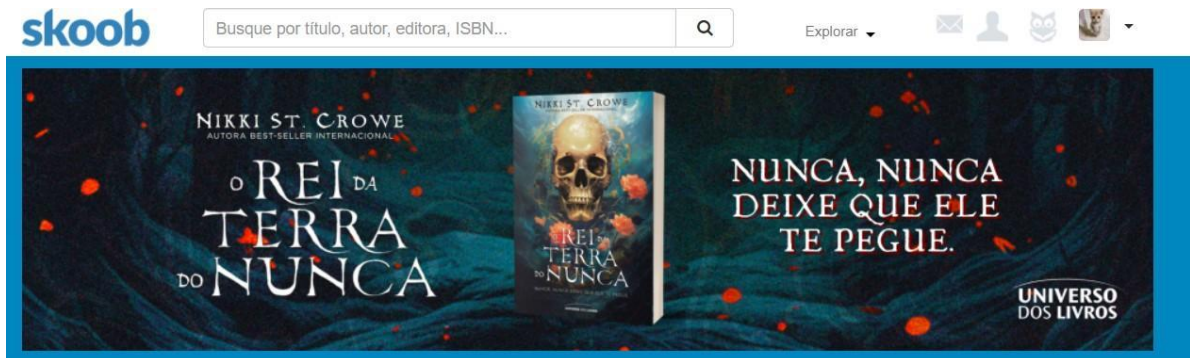 skoob
Busque por título, autor, editora, ISBN...
Explorar
NIKKI ST. CROWE
AUTORA BEST-SELLER INTERNACIONAL
O REI DA
TERRA
DO NUNCA
NIKKI ST. CROWE
O REI DA
TERRA
DO NUNCA
NUNCA, NUNCA
DEIXE QUE ELE
TE PEGUE.
UNIVERSO
DOS LIVROS